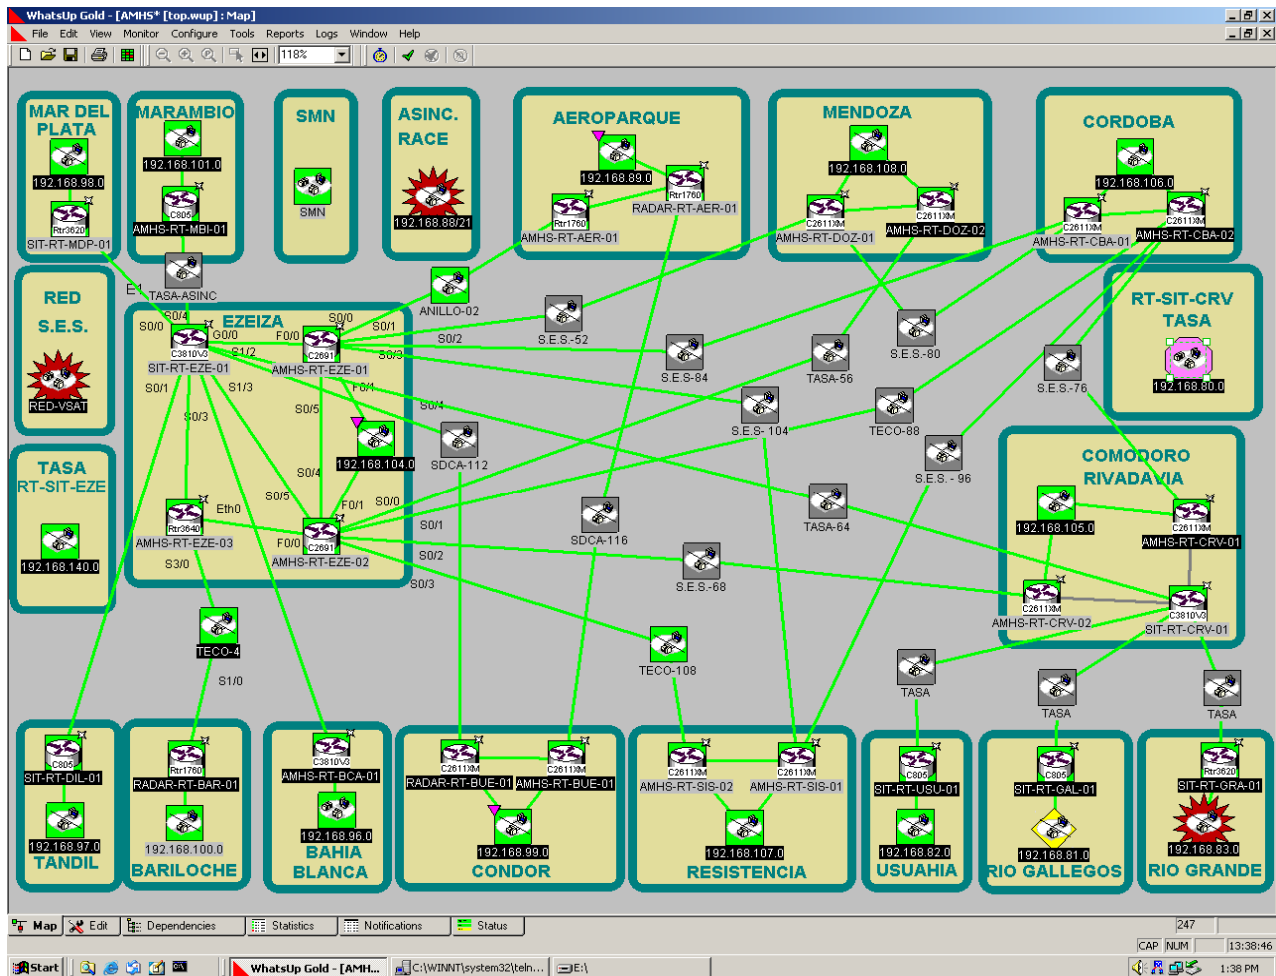 WhatsUp Gold - [AMHS* [top.wup] : Map]
File Edit View Monitor Configure Tools Reports Logs Window Help
118%
MAR DEL PLATA
192.168.98.0
Rtr3620
SIT-RT-MDP-01
MARAMBIO
192.168.101.0
C805
AMHS-RT-MBI-01
SMN
SMN
ASINC. RACE
192.168.88/21
AEROPARQUE
192.168.89.0
Rtr1760
RADAR-RT-AER-01
Rtr1760
AMHS-RT-AER-01
MENDOZA
192.168.108.0
C2611XM
AMHS-RT-DOZ-01
C2611XM
AMHS-RT-DOZ-02
CORDOBA
192.168.106.0
C2611XM
AMHS-RT-CBA-01
C2611XM
AMHS-RT-CBA-02
RED
S.E.S.
RED-VSAT
TASA-ASINC
S0/4
S0/0
EZEIZA
G0/0
S1/2
F0/0
S0/0
S0/1
S0/2
S0/3
C3810V3
SIT-RT-EZE-01
C2691
AMHS-RT-EZE-01
S0/1
S1/3
F0/1
S0/3
S0/5
S0/4
192.168.104.0
S0/4
S0/5
F0/1
S0/0
S0/1
S0/2
S0/3
Eth0
F0/0
Rtr3640
AMHS-RT-EZE-03
C2691
AMHS-RT-EZE-02
S3/0
ANILLO-02
S.E.S.-52
S.E.S-84
TASA-56
S.E.S.-80
S.E.S.-76
S.E.S- 104
TECO-88
SDCA-112
S.E.S. - 96
TASA-64
SDCA-116
S.E.S.-68
TECO-4
S1/0
TECO-108
TASA
TASA
TASA
RT-SIT-CRV
TASA
192.168.80.0
TASA
RT-SIT-EZE
192.168.140.0
COMODORO
RIVADAVIA
192.168.105.0
C2611XM
AMHS-RT-CRV-01
C2611XM
AMHS-RT-CRV-02
C3810V3
SIT-RT-CRV-01
C805
SIT-RT-DIL-01
192.168.97.0
TANDIL
Rtr1760
RADAR-RT-BAR-01
192.168.100.0
BARILOCHE
C3810V3
AMHS-RT-BCA-01
192.168.96.0
BAHIA
BLANCA
C2611XM
RADAR-RT-BUE-01
C2611XM
AMHS-RT-BUE-01
192.168.99.0
CONDOR
C2611XM
AMHS-RT-SIS-02
C2611XM
AMHS-RT-SIS-01
192.168.107.0
RESISTENCIA
C805
SIT-RT-USU-01
192.168.82.0
USUAHIA
C805
SIT-RT-GAL-01
192.168.81.0
RIO GALLEGOS
Rtr3620
SIT-RT-GRA-01
192.168.83.0
RIO GRANDE
Map Edit Dependencies Statistics Notifications Status
247
CAP NUM 13:38:46
Start WhatsUp Gold - [AMH... C:\WINNT\system32\teln... E:\ 1:38 PM